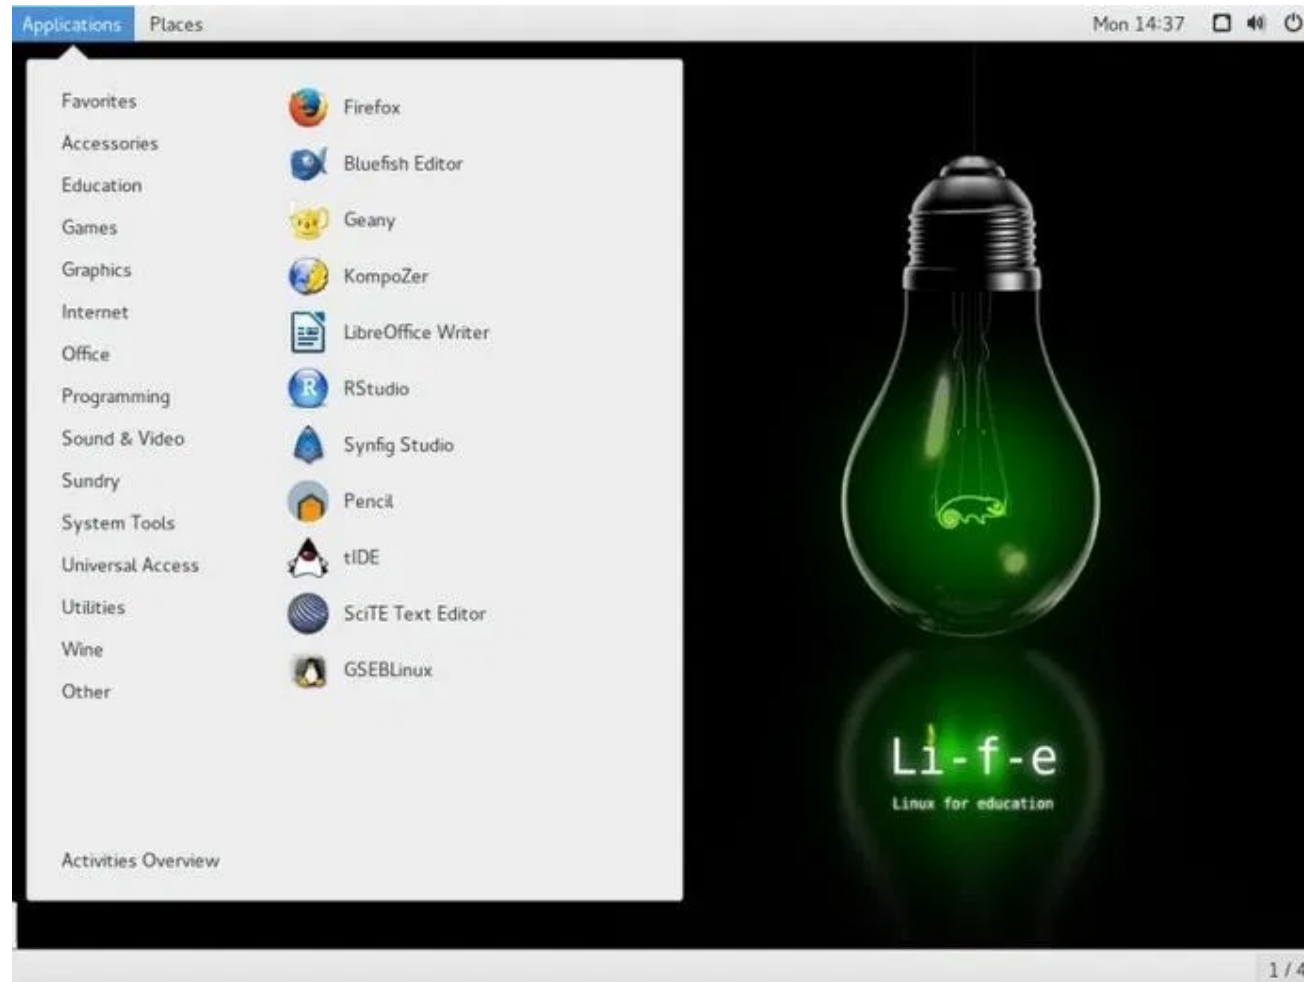 Applications Places Mon 14:37
Favorites
Accessories
Education
Games
Graphics
Internet
Office
Programming
Sound & Video
Sundry
System Tools
Universal Access
Utilities
Wine
Other
Activities Overview
Firefox
Bluefish Editor
Geany
KompoZer
LibreOffice Writer
R
RStudio
Synfig Studio
Pencil
tIDE
SciTE Text Editor
GSEBLinux
Li-f-e
Linux for education
1 / 4